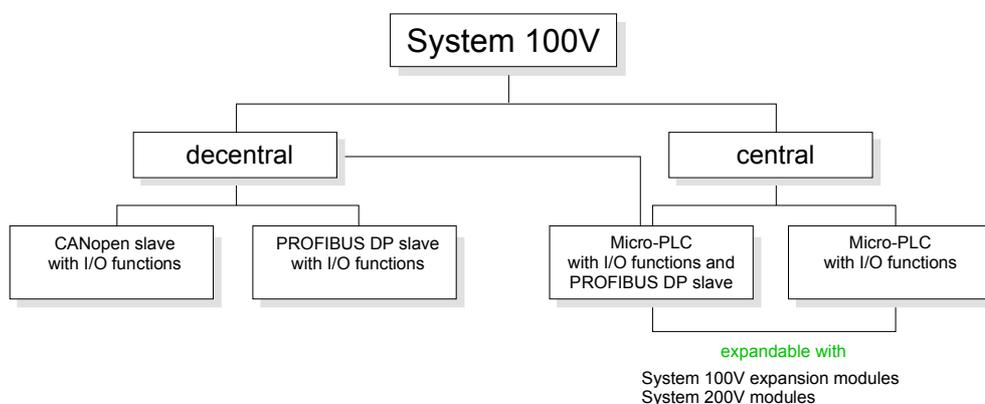 System 100V
decentral
central
CANopen slave
with I/O functions
PROFIBUS DP slave
with I/O functions
Micro-PLC
with I/O functions and
PROFIBUS DP slave
Micro-PLC
with I/O functions
expandable with
System 100V expansion modules
System 200V modules